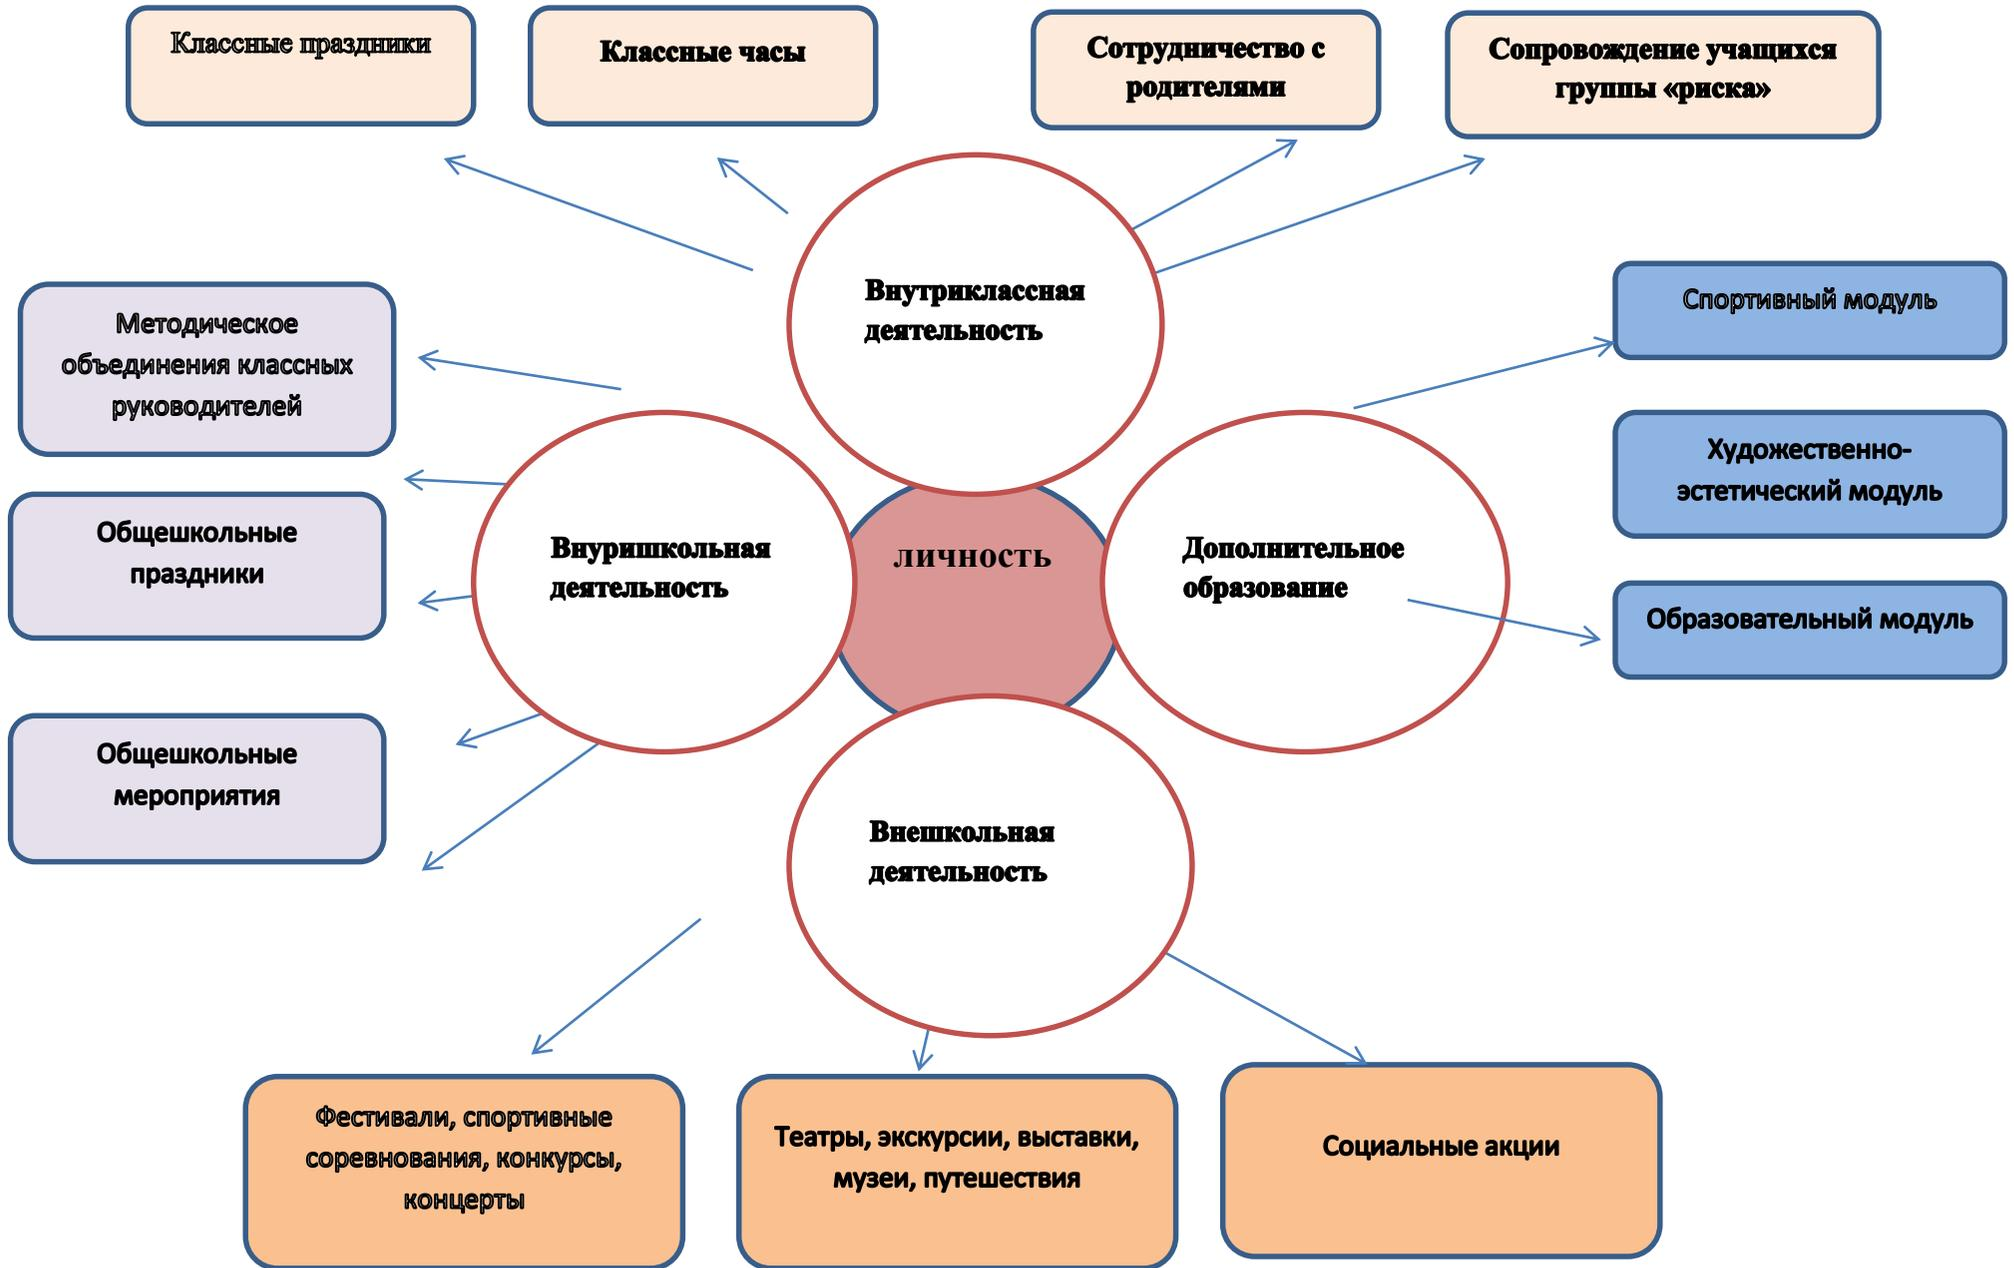 Классные праздники
Классные часы
Сотрудничество с
родителями
Сопровождение учащихся
группы «риска»
Внутриклассная
деятельность
Методическое
объединения классных
руководителей
Общешкольные
праздники
Общешкольные
мероприятия
Внуришкольная
деятельность
личность
Дополнительное
образование
Спортивный модуль
Художественно-
эстетический модуль
Образовательный модуль
Внешкольная
деятельность
Фестивали, спортивные
соревнования, конкурсы,
концерты
Театры, экскурсии, выставки,
музеи, путешествия
Социальные акции